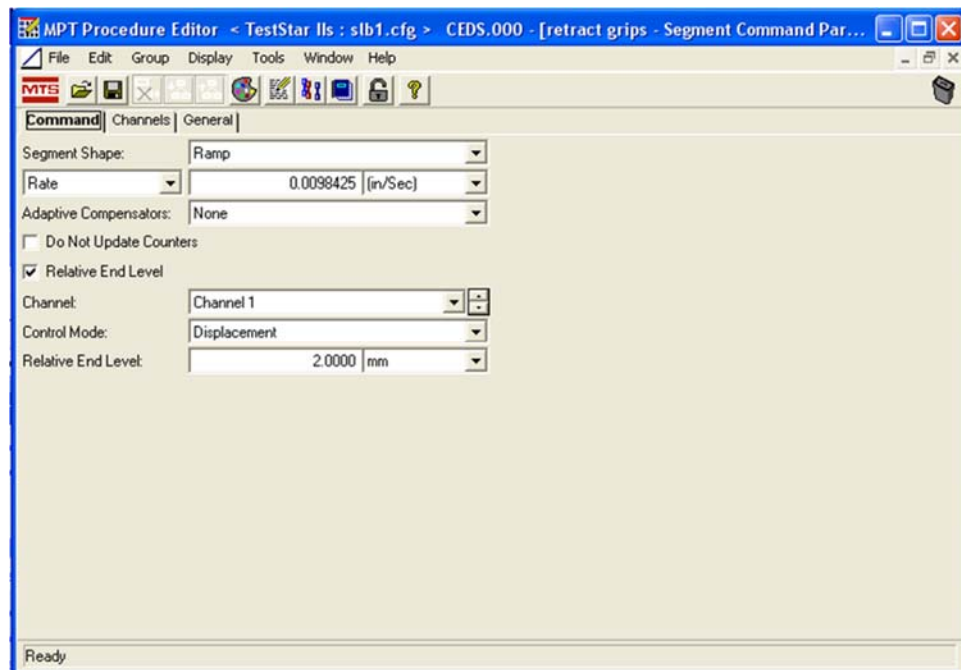 MPT Procedure Editor < TestStar IIs : slb1.cfg > CEDS.000 - [retract grips - Segment Command Par...
File Edit Group Display Tools Window Help
MTS
Command Channels General
Segment Shape: Ramp
Rate 0.0098425 (in/Sec)
Adaptive Compensators: None
Do Not Update Counters
Relative End Level
Channel: Channel 1
Control Mode: Displacement
Relative End Level: 2.0000 mm
Ready